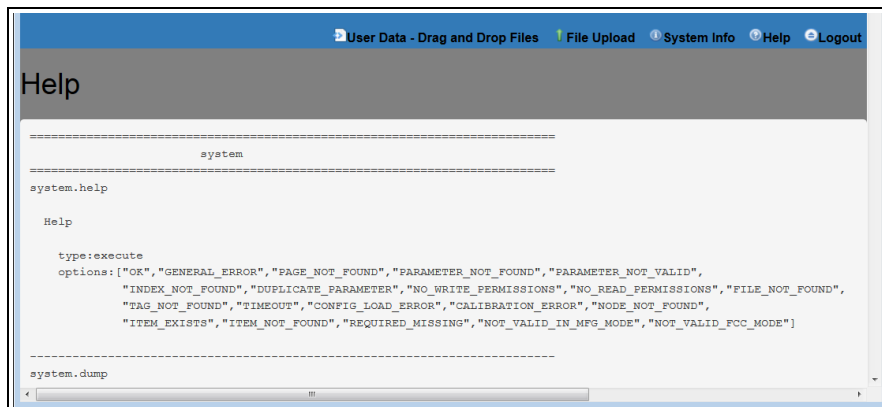 User Data - Drag and Drop Files File Upload System Info Help Logout
Help
===========================================================================
system
===========================================================================
system.help
Help
type:execute
options:["OK","GENERAL_ERROR","PAGE_NOT_FOUND","PARAMETER_NOT_FOUND","PARAMETER_NOT_VALID",
"INDEX_NOT_FOUND","DUPLICATE_PARAMETER","NO_WRITE_PERMISSIONS","NO_READ_PERMISSIONS","FILE_NOT_FOUND",
"TAG_NOT_FOUND","TIMEOUT","CONFIG_LOAD_ERROR","CALIBRATION_ERROR","NODE_NOT_FOUND",
"ITEM_EXISTS","ITEM_NOT_FOUND","REQUIRED_MISSING","NOT_VALID_IN_MFG_MODE","NOT_VALID_FCC_MODE"]
---------------------------------------------------------------------------
system.dump